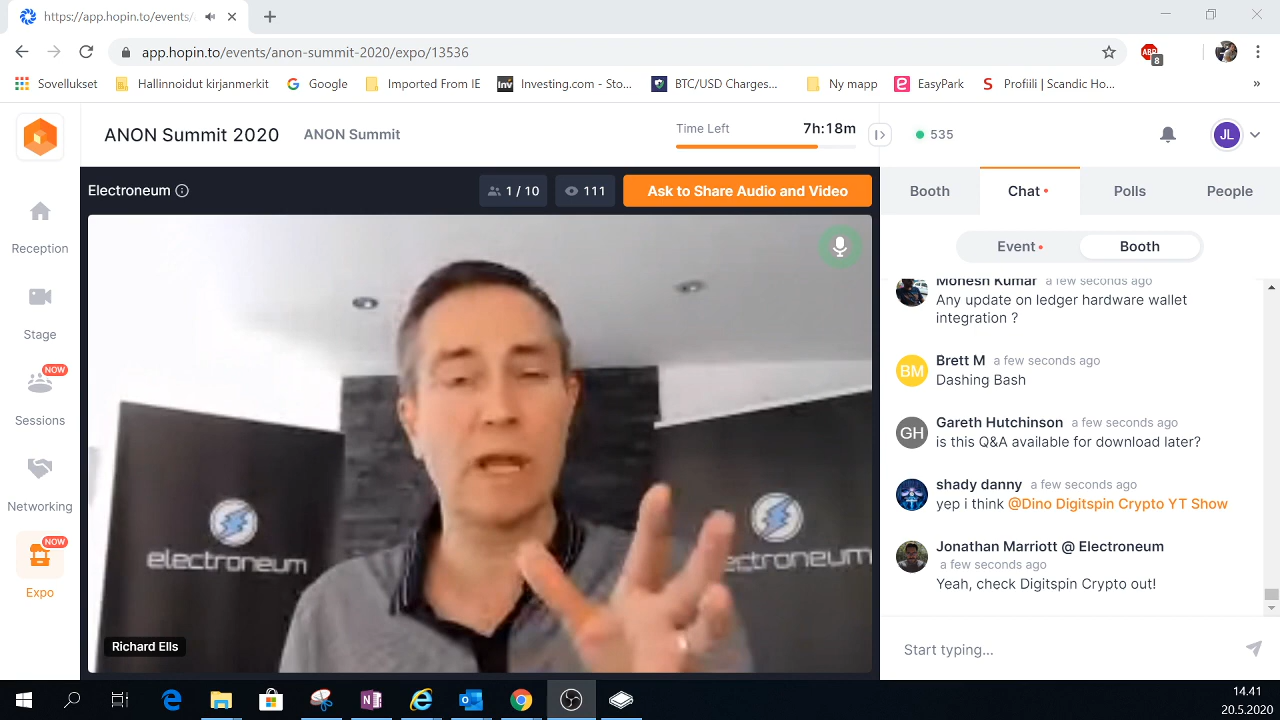 https://app.hopin.to/events/
app.hopin.to/events/anon-summit-2020/expo/13536
ABP
8
Sovellukset
Hallinnoidut kirjanmerkit
Google
Imported From IE
Inv
Investing.com - Sto...
BTC/USD Charges...
Ny mapp
EasyPark
S
Profiili | Scandic Ho...
»
ANON Summit 2020
ANON Summit
Time Left
7h:18m
535
JL
Reception
Stage
NOW
Sessions
Networking
NOW
Expo
Electroneum
1 / 10
111
Ask to Share Audio and Video
electroneum
electroneum
Richard Ells
Booth
Chat
Polls
People
Event
Booth
Monesh Kumar a few seconds ago
Any update on ledger hardware wallet
integration ?
BM
Brett M a few seconds ago
Dashing Bash
GH
Gareth Hutchinson a few seconds ago
is this Q&A available for download later?
shady danny a few seconds ago
yep i think @Dino Digitspin Crypto YT Show
Jonathan Marriott @ Electroneum
a few seconds ago
Yeah, check Digitspin Crypto out!
Start typing...
14.41
20.5.2020